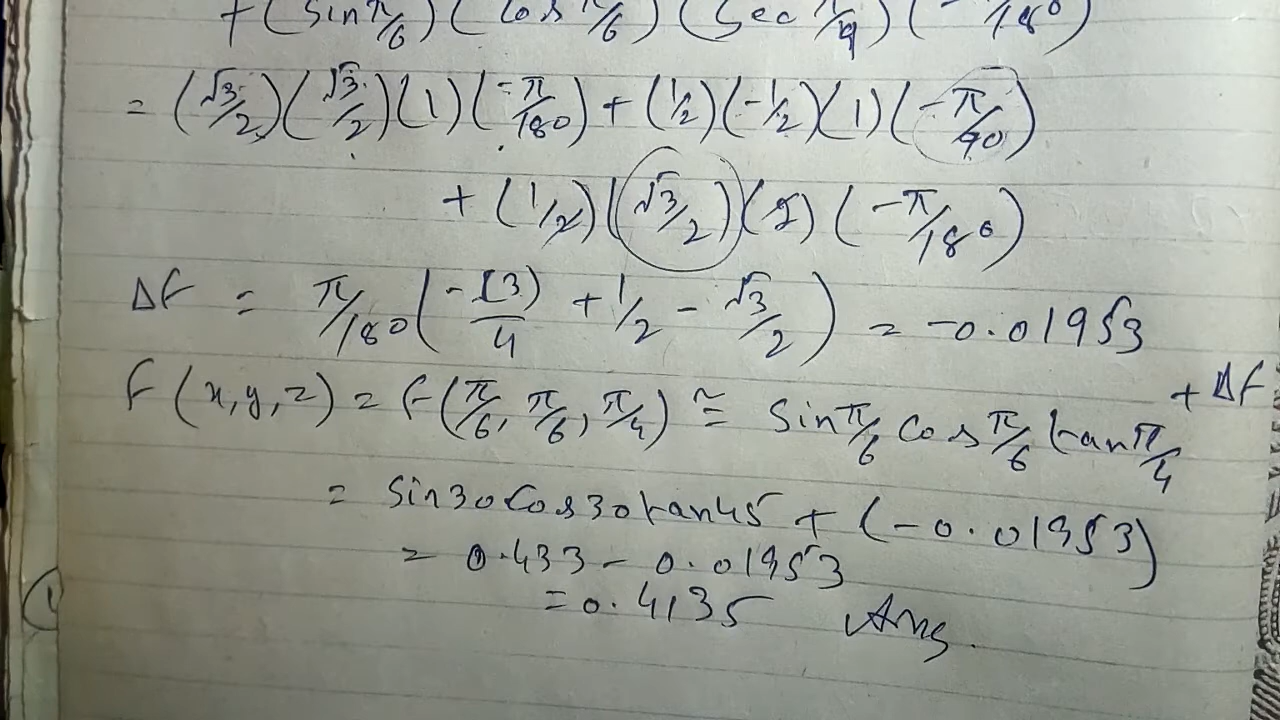 + (sin π/6) (cos π/6) (sec π/4) (-π/180)
= (√3/2)(√3/2)(1)(-π/180) + (1/2)(-1/2)(1)(-π/90)
+ (1/2)(√3/2)(2)(-π/180)
Δf = π/180 (-(3)/4 + 1/2 - √3/2) = -0.01953
f(x,y,z) = f(π/6, π/6, π/4) ≅ sin π/6 cos π/6 tan π/4 + Δf
= sin30 cos30 tan45 + (-0.01953)
= 0.433 - 0.01953
= 0.4135 Ans.